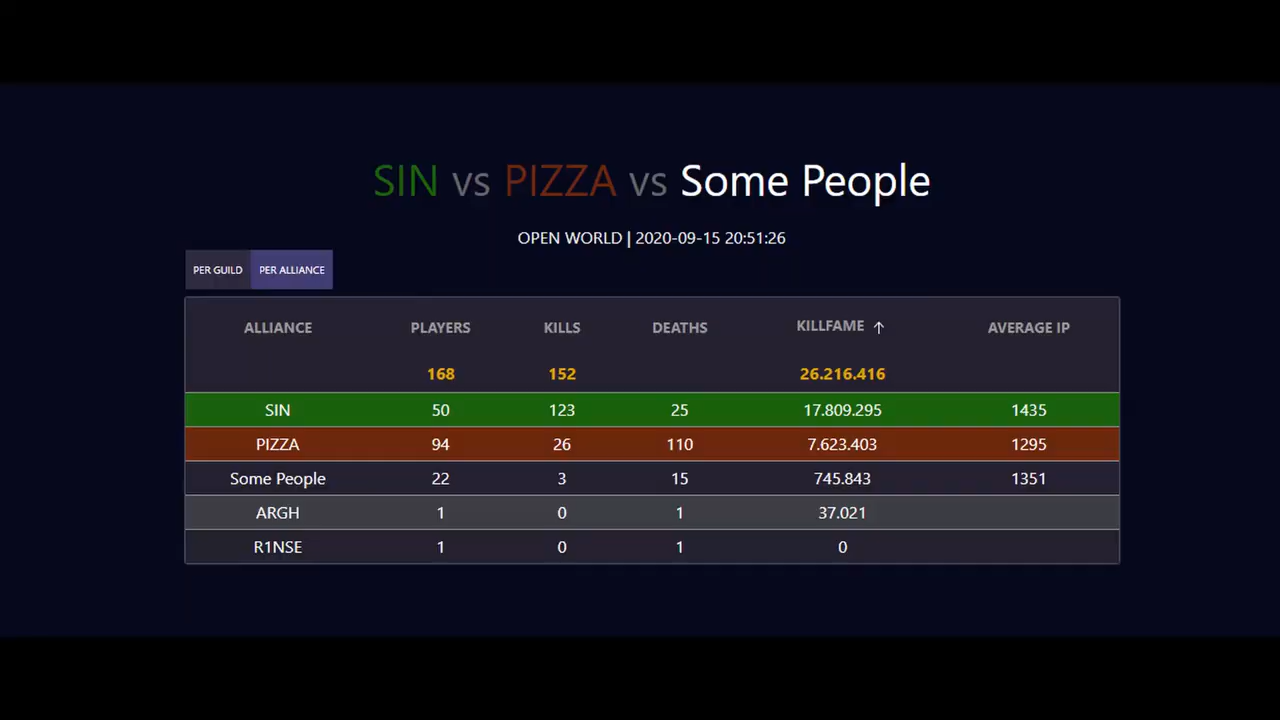 SIN vs PIZZA vs Some People
OPEN WORLD | 2020-09-15 20:51:26
PER GUILD PER ALLIANCE
ALLIANCE PLAYERS KILLS DEATHS KILLFAME ↑ AVERAGE IP
168 152 26.216.416
SIN 50 123 25 17.809.295 1435
PIZZA 94 26 110 7.623.403 1295
Some People 22 3 15 745.843 1351
ARGH 1 0 1 37.021
R1NSE 1 0 1 0